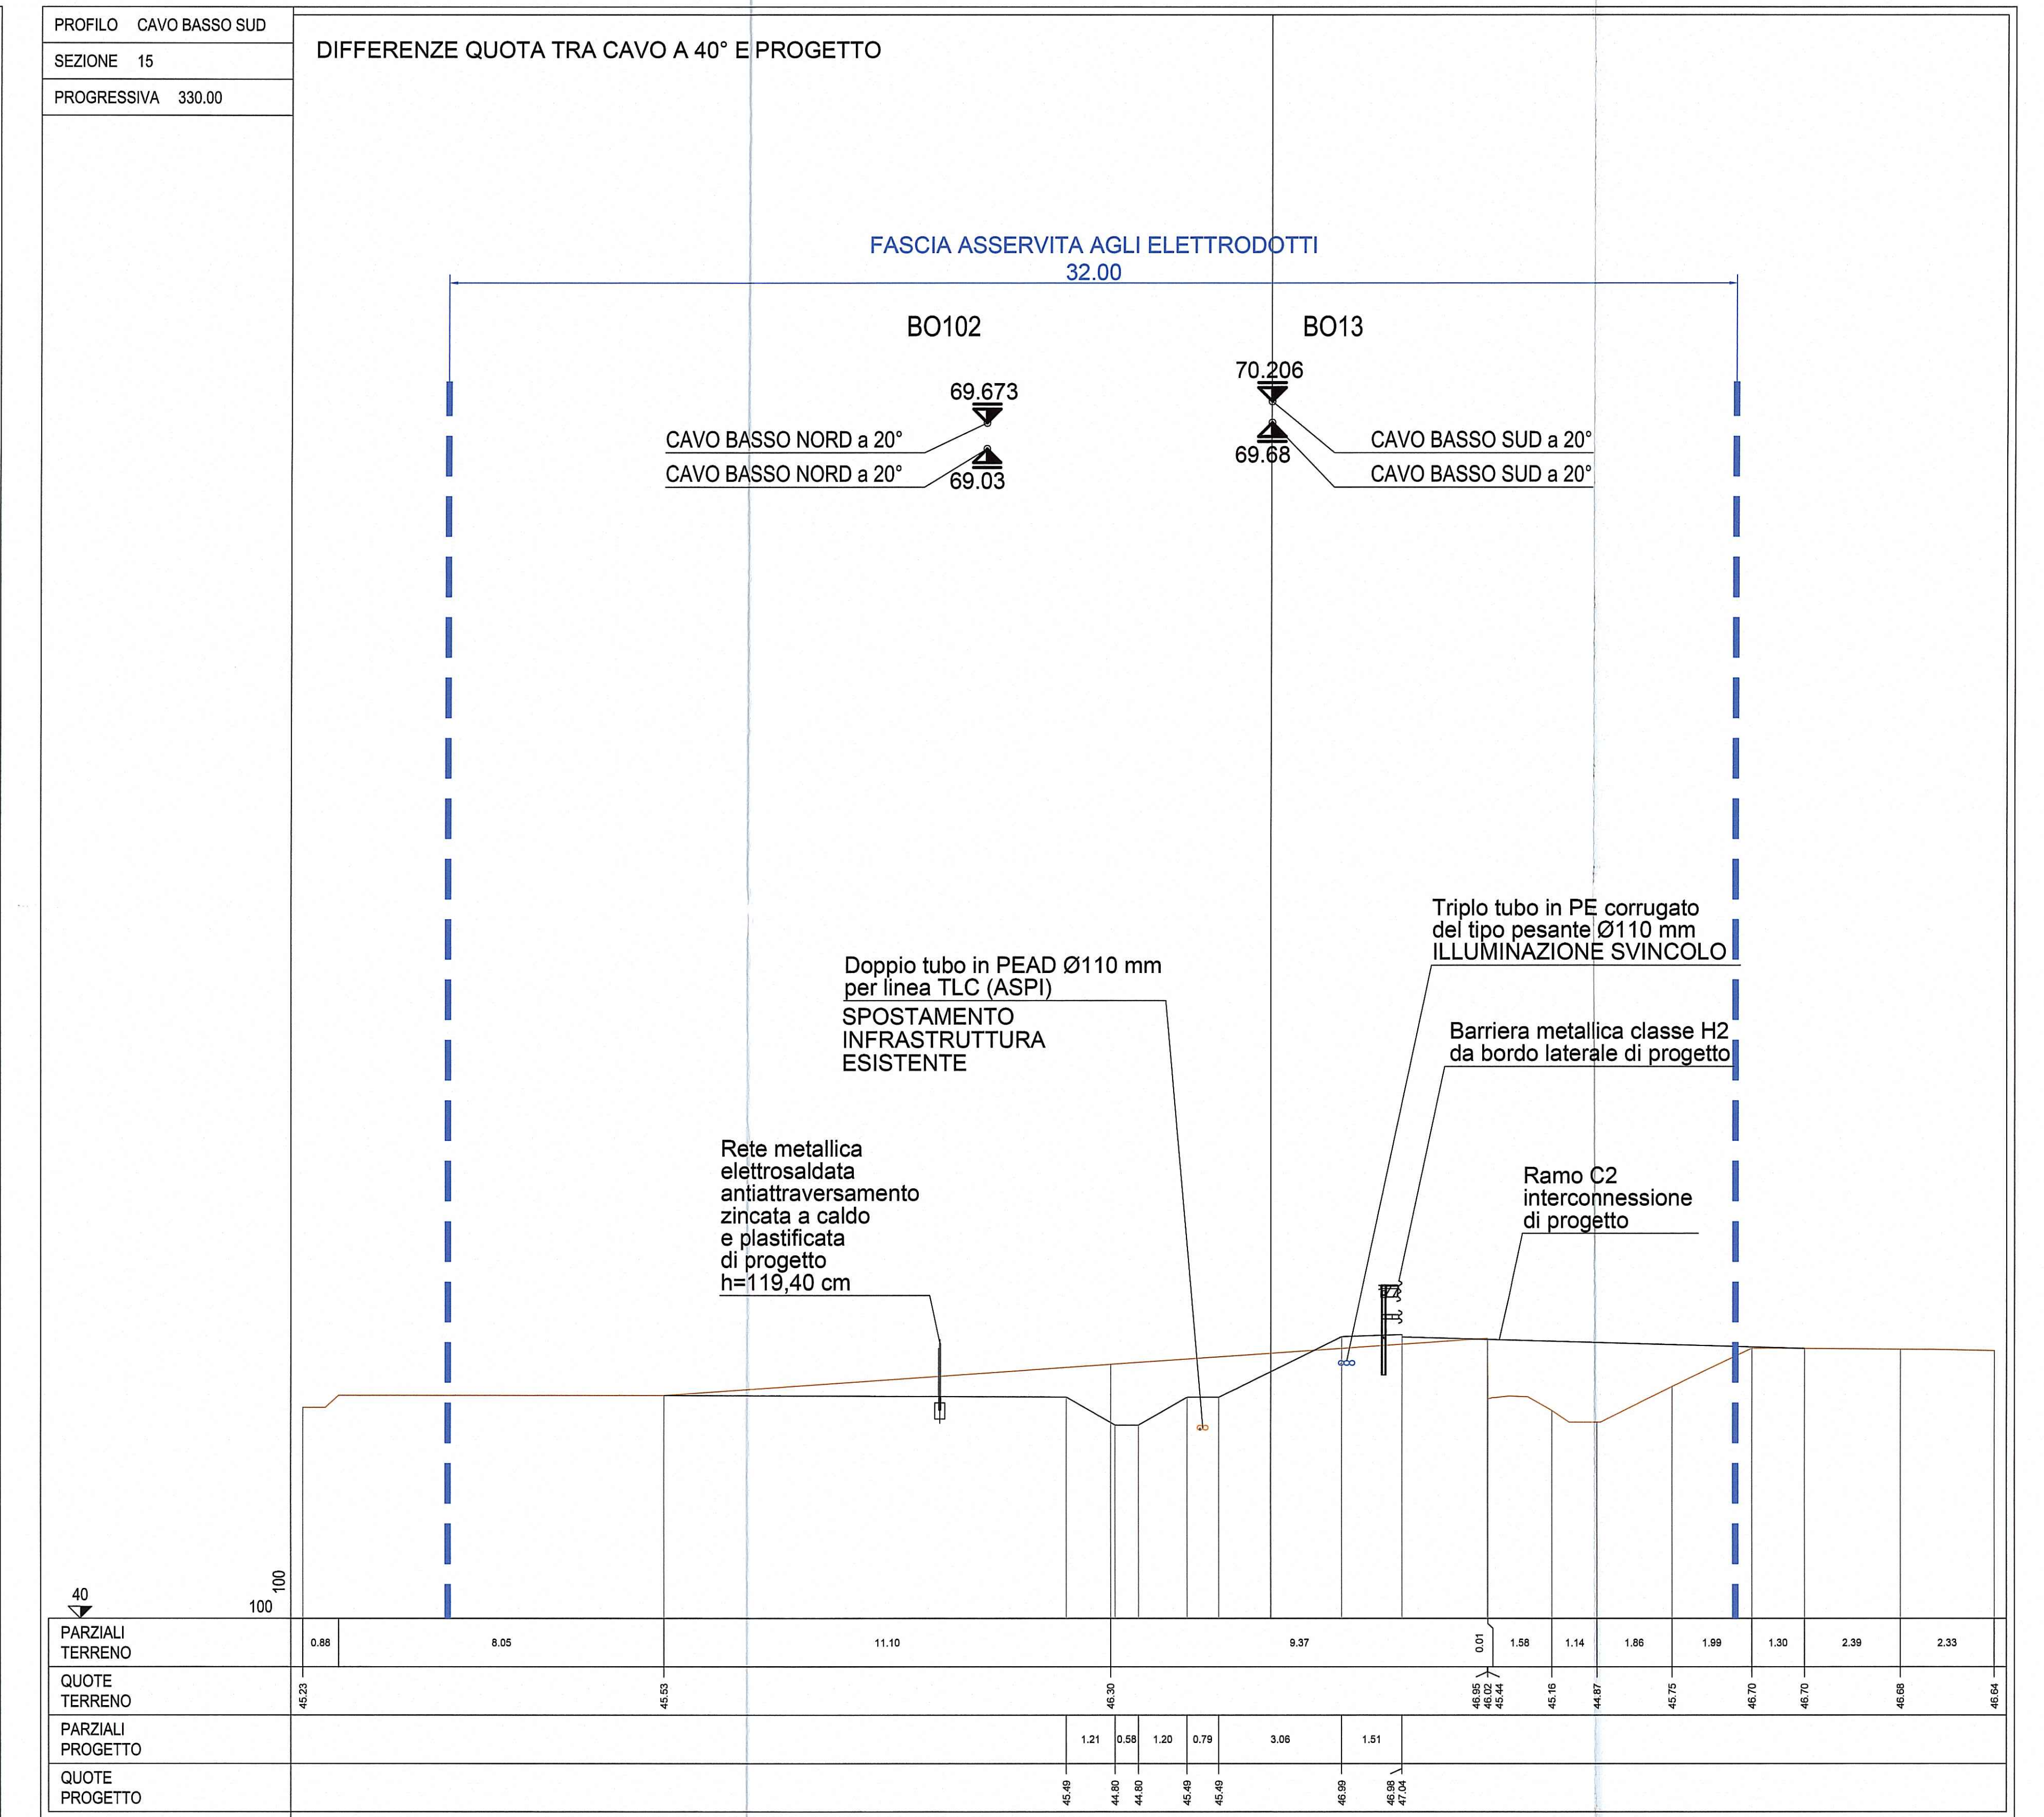 PROFILO CAVO BASSO SUD
SEZIONE 15
PROGRESSIVA 330.00
DIFFERENZE QUOTA TRA CAVO A 40° E PROGETTO
FASCIA ASSERVITA AGLI ELETTRODOTTI
32.00
BO102
BO13
69.673
70.206
CAVO BASSO NORD a 20°
CAVO BASSO NORD a 20°
69.03
69.68
CAVO BASSO SUD a 20°
CAVO BASSO SUD a 20°
Triplo tubo in PE corrugato
del tipo pesante Ø110 mm
ILLUMINAZIONE SVINCOLO
Doppio tubo in PEAD Ø110 mm
per linea TLC (ASPI)
SPOSTAMENTO
INFRASTRUTTURA
ESISTENTE
Barriera metallica classe H2
da bordo laterale di progetto
Rete metallica
elettrosaldata
antiattraversamento
zincata a caldo
e plastificata
di progetto
h=119,40 cm
Ramo C2
interconnessione
di progetto
40
100
100
PARZIALI
TERRENO
0.88 8.05 11.10 9.37 0.01 1.58 1.14 1.86 1.99 1.30 2.39 2.33
QUOTE
TERRENO
45.23 45.53 46.30 46.95 46.02 45.44 45.16 44.87 45.75 46.70 46.70 46.68 46.64
PARZIALI
PROGETTO
1.21 0.58 1.20 0.79 3.06 1.51
QUOTE
PROGETTO
45.49 44.80 44.80 45.49 45.49 46.99 46.98 47.04